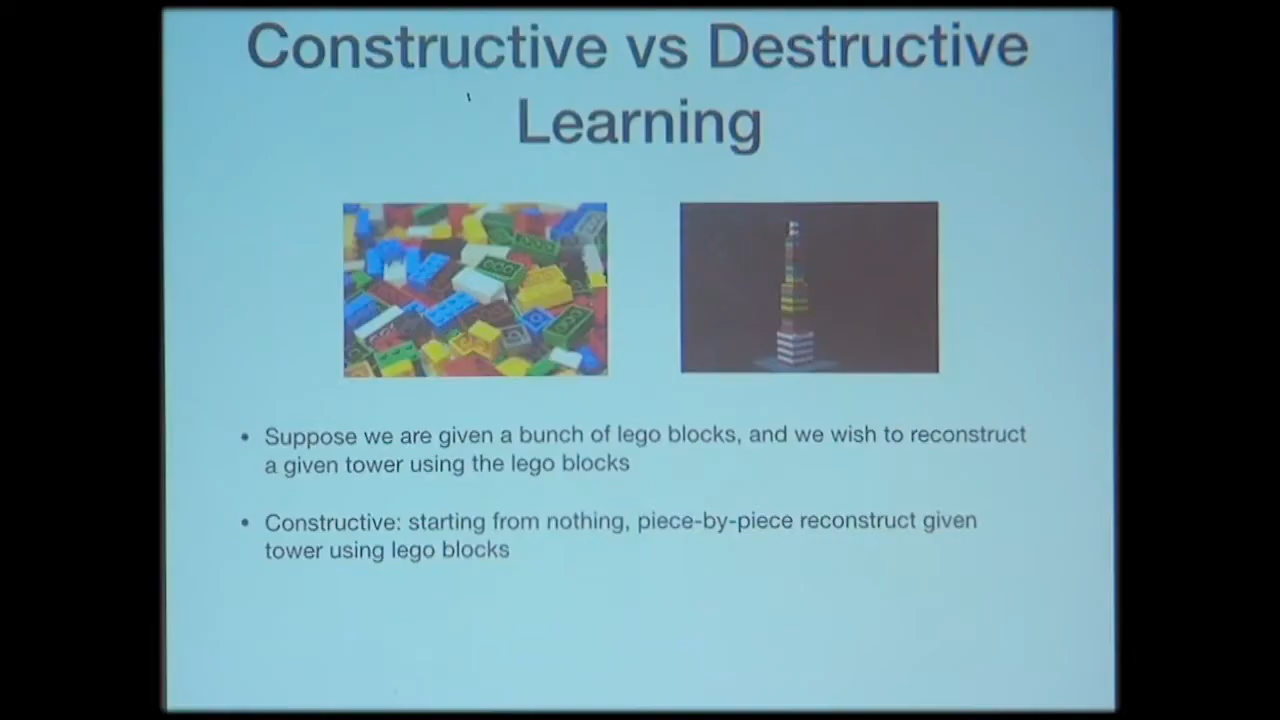 Constructive vs Destructive
Learning
• Suppose we are given a bunch of lego blocks, and we wish to reconstruct
a given tower using the lego blocks
• Constructive: starting from nothing, piece-by-piece reconstruct given
tower using lego blocks